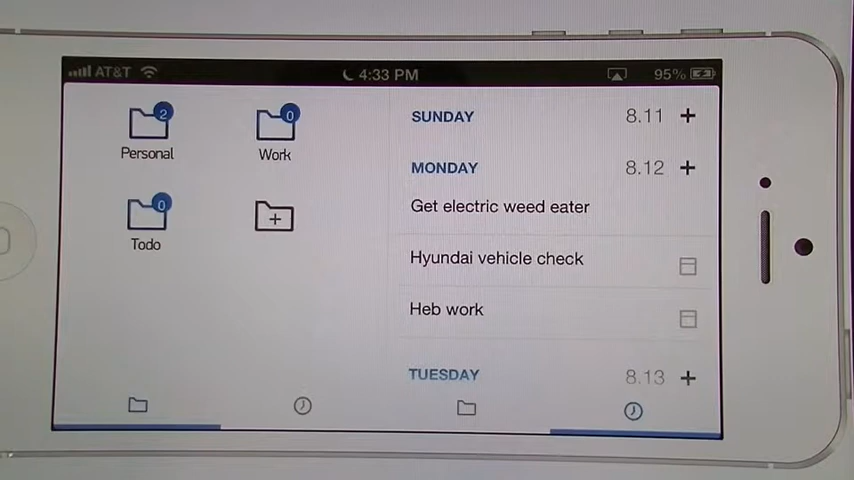 AT&T 4:33 PM 95%
2
Personal
0
Work
0
Todo
SUNDAY 8.11 +
MONDAY 8.12 +
Get electric weed eater
Hyundai vehicle check
Heb work
TUESDAY 8.13 +